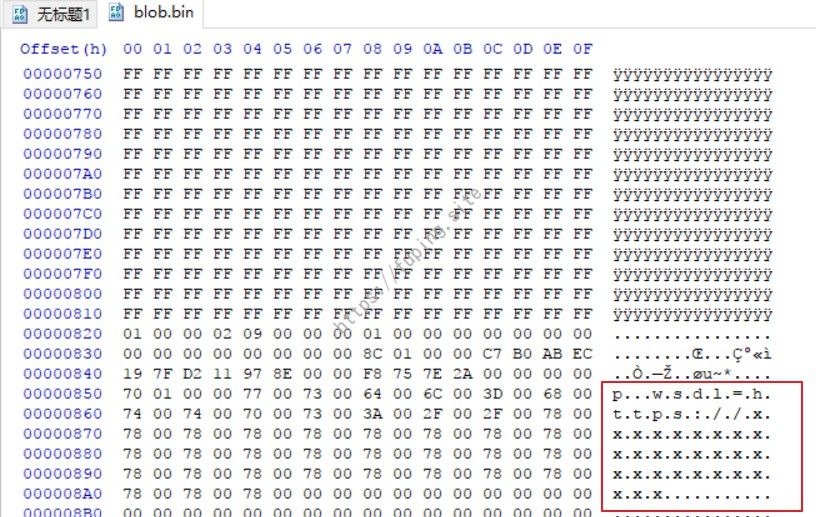 无标题1 blob.bin
Offset(h) 00 01 02 03 04 05 06 07 08 09 0A 0B 0C 0D 0E 0F
00000750 FF FF FF FF FF FF FF FF FF FF FF FF FF FF FF FF ÿÿÿÿÿÿÿÿÿÿÿÿÿÿÿÿ
00000760 FF FF FF FF FF FF FF FF FF FF FF FF FF FF FF FF ÿÿÿÿÿÿÿÿÿÿÿÿÿÿÿÿ
00000770 FF FF FF FF FF FF FF FF FF FF FF FF FF FF FF FF ÿÿÿÿÿÿÿÿÿÿÿÿÿÿÿÿ
00000780 FF FF FF FF FF FF FF FF FF FF FF FF FF FF FF FF ÿÿÿÿÿÿÿÿÿÿÿÿÿÿÿÿ
00000790 FF FF FF FF FF FF FF FF FF FF FF FF FF FF FF FF ÿÿÿÿÿÿÿÿÿÿÿÿÿÿÿÿ
000007A0 FF FF FF FF FF FF FF FF FF FF FF FF FF FF FF FF ÿÿÿÿÿÿÿÿÿÿÿÿÿÿÿÿ
000007B0 FF FF FF FF FF FF FF FF FF FF FF FF FF FF FF FF ÿÿÿÿÿÿÿÿÿÿÿÿÿÿÿÿ
000007C0 FF FF FF FF FF FF FF FF FF FF FF FF FF FF FF FF ÿÿÿÿÿÿÿÿÿÿÿÿÿÿÿÿ
000007D0 FF FF FF FF FF FF FF FF FF FF FF FF FF FF FF FF ÿÿÿÿÿÿÿÿÿÿÿÿÿÿÿÿ
000007E0 FF FF FF FF FF FF FF FF FF FF FF FF FF FF FF FF ÿÿÿÿÿÿÿÿÿÿÿÿÿÿÿÿ
000007F0 FF FF FF FF FF FF FF FF FF FF FF FF FF FF FF FF ÿÿÿÿÿÿÿÿÿÿÿÿÿÿÿÿ
00000800 FF FF FF FF FF FF FF FF FF FF FF FF FF FF FF FF ÿÿÿÿÿÿÿÿÿÿÿÿÿÿÿÿ
00000810 FF FF FF FF FF FF FF FF FF FF FF FF FF FF FF FF ÿÿÿÿÿÿÿÿÿÿÿÿÿÿÿÿ
00000820 01 00 00 02 09 00 00 00 01 00 00 00 00 00 00 00 ................
00000830 00 00 00 00 00 00 00 00 8C 01 00 00 C7 B0 AB EC ........Œ...Ç°«ì
00000840 19 7F D2 11 97 8E 00 00 F8 75 7E 2A 00 00 00 00 ..Ò.—Ž..øu~*....
00000850 70 01 00 00 77 00 73 00 64 00 6C 00 3D 00 68 00 p...w.s.d.l.=.h.
00000860 74 00 74 00 70 00 73 00 3A 00 2F 00 2F 00 78 00 t.t.p.s.:././.x.
00000870 78 00 78 00 78 00 78 00 78 00 78 00 78 00 78 00 x.x.x.x.x.x.x.x.
00000880 78 00 78 00 78 00 78 00 78 00 78 00 78 00 78 00 x.x.x.x.x.x.x.x.
00000890 78 00 78 00 78 00 78 00 78 00 78 00 78 00 78 00 x.x.x.x.x.x.x.x.
000008A0 78 00 78 00 78 00 00 00 00 00 00 00 00 00 00 00 x.x.x...........
000008B0 00 00 00 00 00 00 00 00 00 00 00 00 00 00 00 00
https://tuping.site